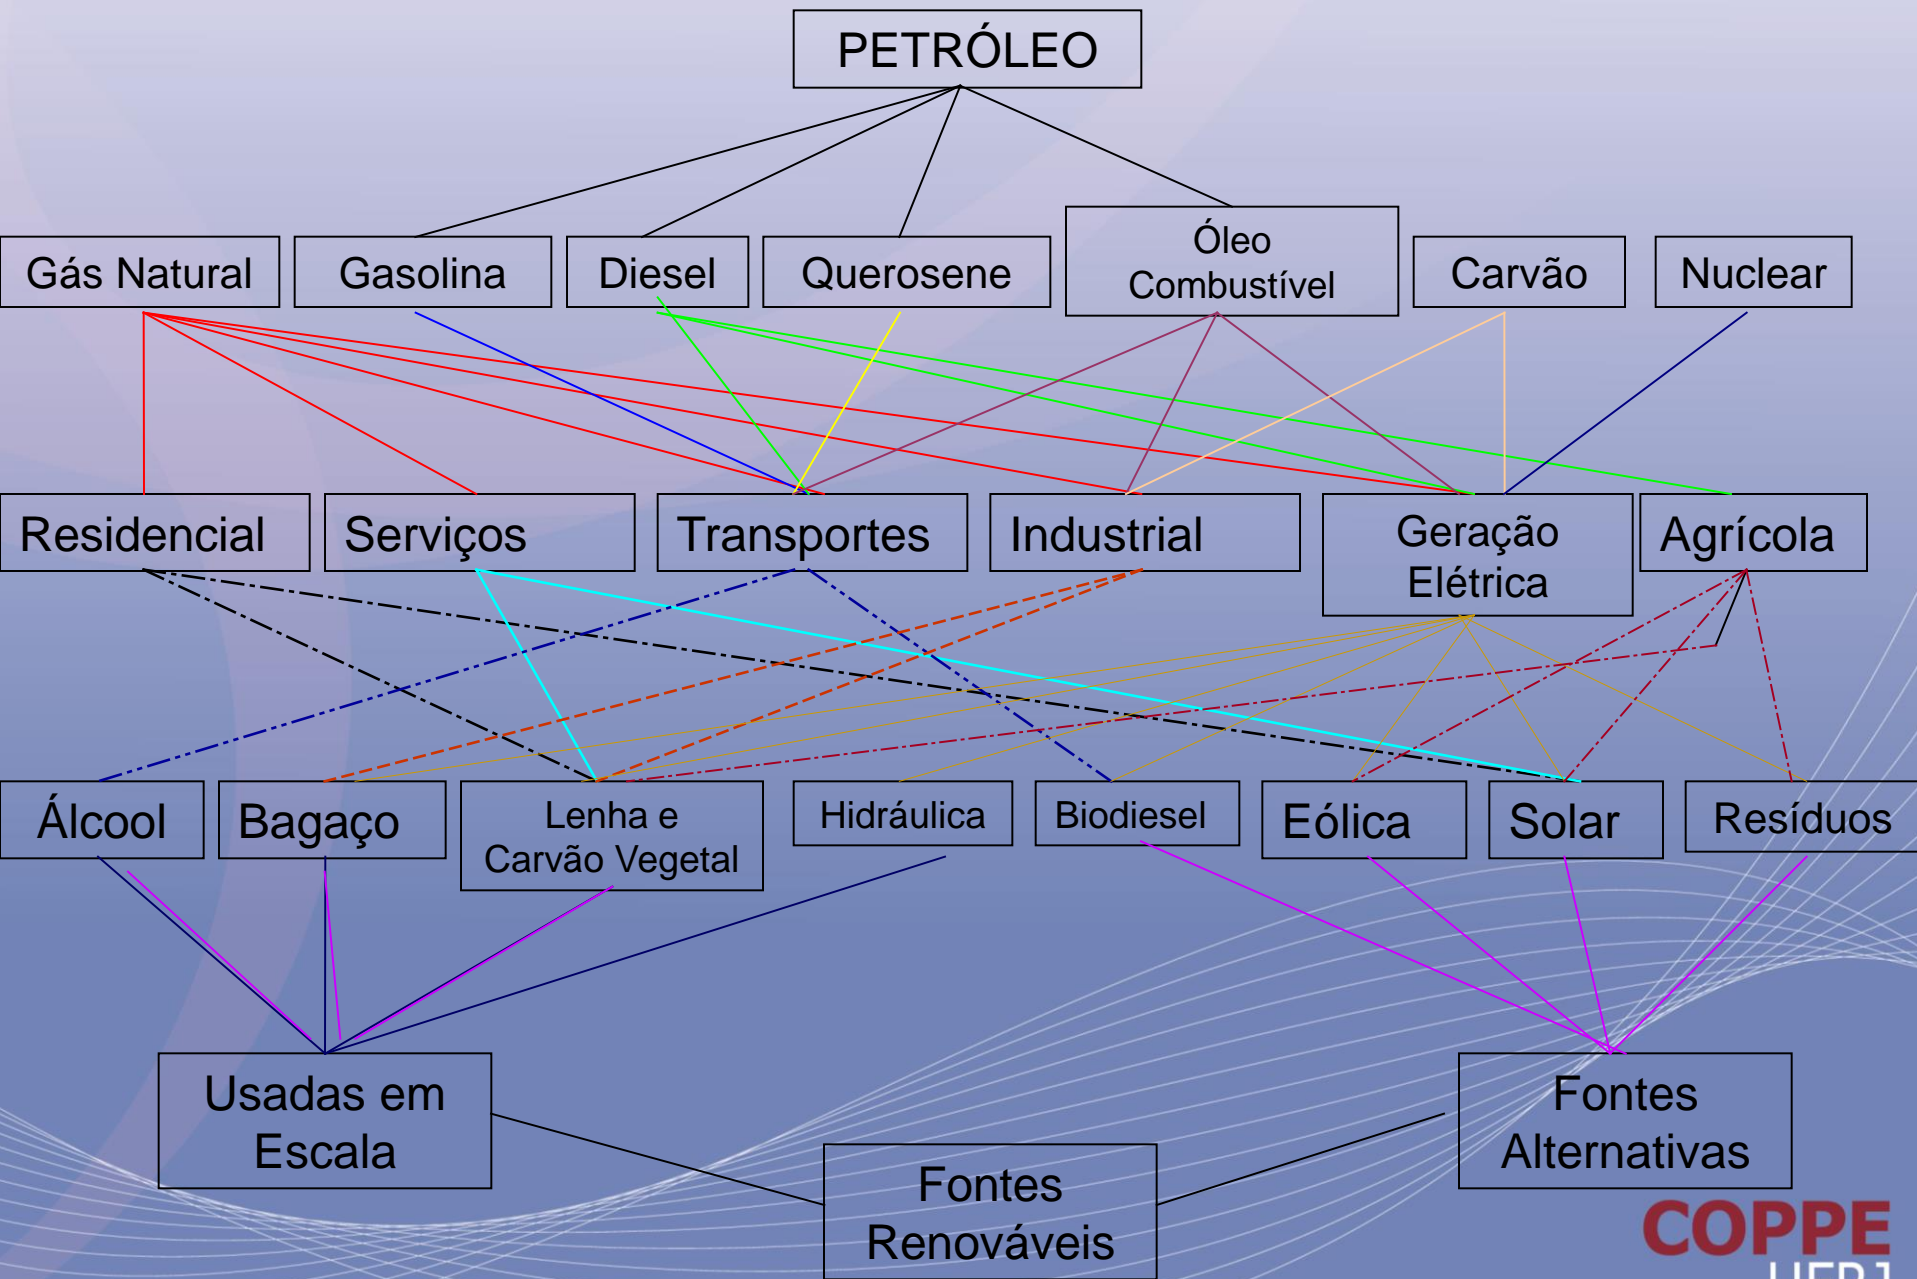 PETRÓLEO
Gás Natural
Gasolina
Diesel
Querosene
Óleo
Combustível
Carvão
Nuclear
Residencial
Serviços
Transportes
Industrial
Geração
Elétrica
Agrícola
Álcool
Bagaço
Lenha e
Carvão Vegetal
Hidráulica
Biodiesel
Eólica
Solar
Resíduos
Usadas em
Escala
Fontes
Alternativas
Fontes
Renováveis
COPPE
UFRJ